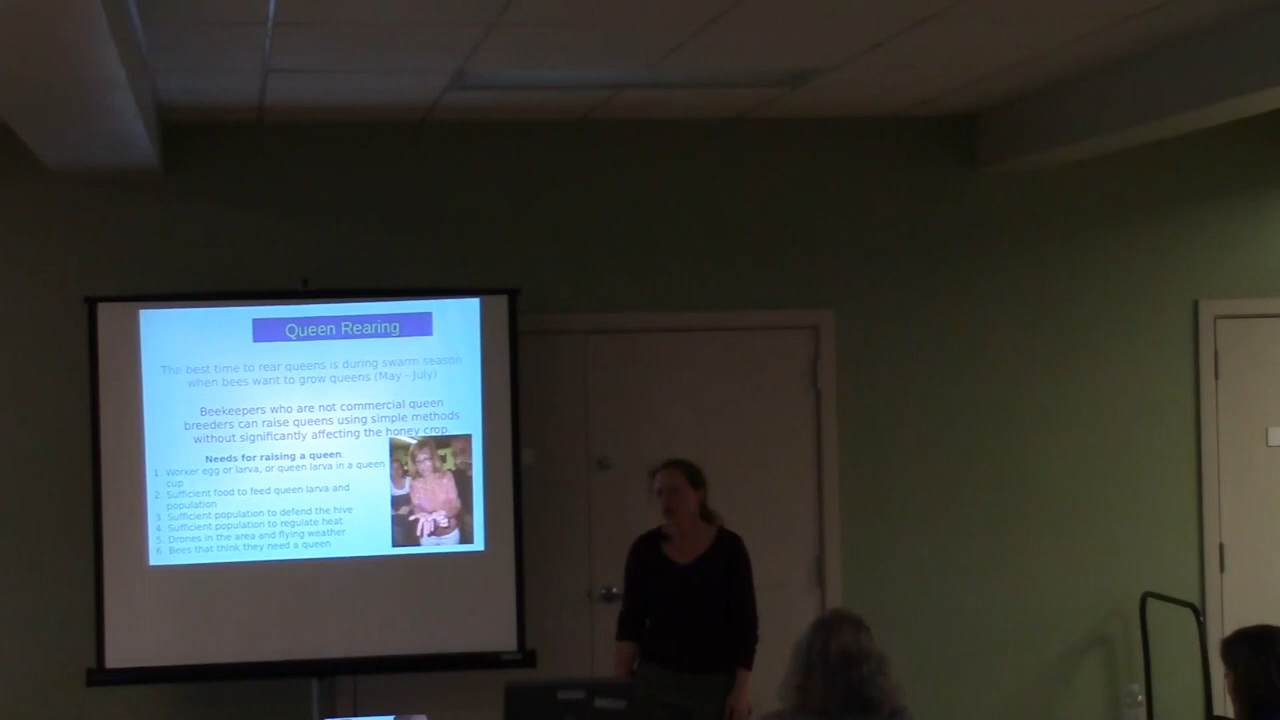 Queen Rearing
The best time to rear queens is during swarm season
when bees want to grow queens (May - July)
Beekeepers who are not commercial queen
breeders can raise queens using simple methods
without significantly affecting the honey crop.
Needs for raising a queen:
1. Worker egg or larva, or queen larva in a queen
cup
2. Sufficient food to feed queen larva and
population
3. Sufficient population to defend the hive
4. Sufficient population to regulate heat
5. Drones in the area and flying weather
6. Bees that think they need a queen